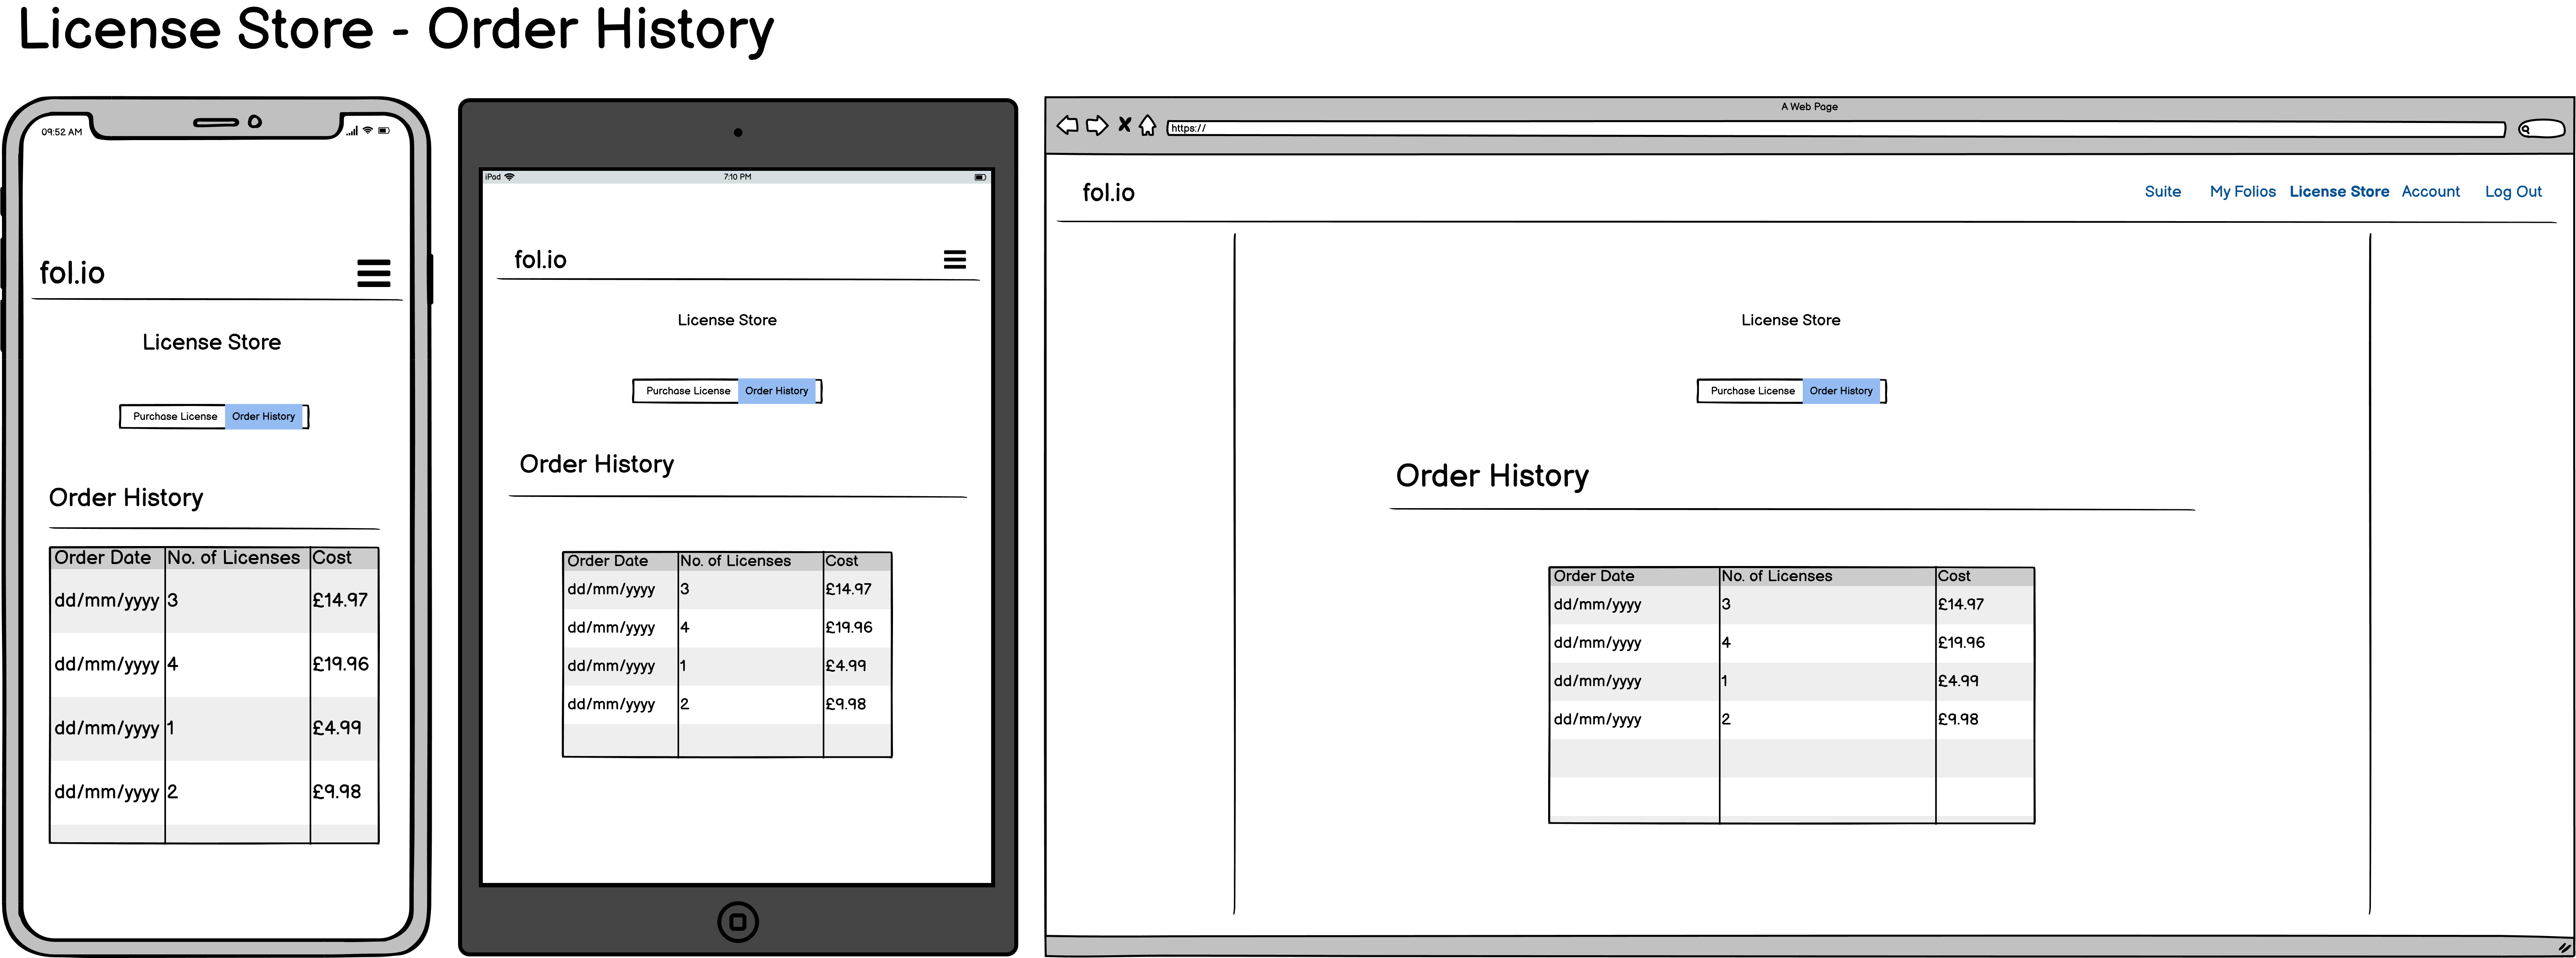 License Store - Order History
09:52 AM
fol.io
License Store
Purchase License Order History
Order History
Order Date No. of Licenses Cost
dd/mm/yyyy 3 £14.97
dd/mm/yyyy 4 £19.96
dd/mm/yyyy 1 £4.99
dd/mm/yyyy 2 £9.98
iPad 7:10 PM
fol.io
License Store
Purchase License Order History
Order History
Order Date No. of Licenses Cost
dd/mm/yyyy 3 £14.97
dd/mm/yyyy 4 £19.96
dd/mm/yyyy 1 £4.99
dd/mm/yyyy 2 £9.98
A Web Page
https://
fol.io Suite My Folios License Store Account Log Out
License Store
Purchase License Order History
Order History
Order Date No. of Licenses Cost
dd/mm/yyyy 3 £14.97
dd/mm/yyyy 4 £19.96
dd/mm/yyyy 1 £4.99
dd/mm/yyyy 2 £9.98